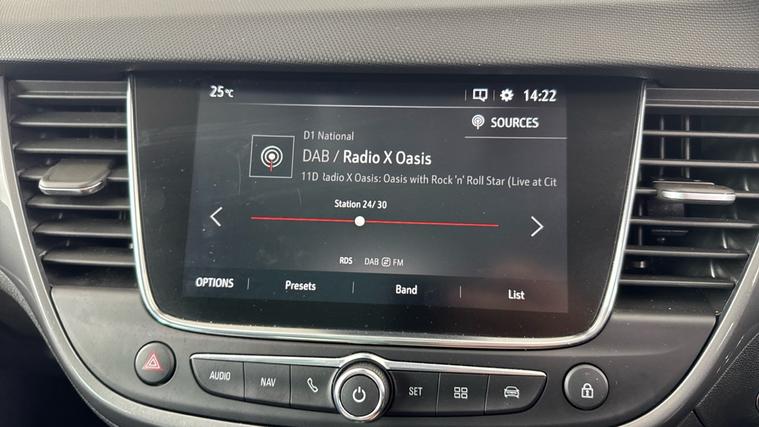 25°C 14:22
SOURCES
D1 National
DAB / Radio X Oasis
11D Radio X Oasis: Oasis with Rock 'n' Roll Star (Live at Cit
Station 24/ 30
RDS DAB FM
OPTIONS Presets Band List
AUDIO NAV SET